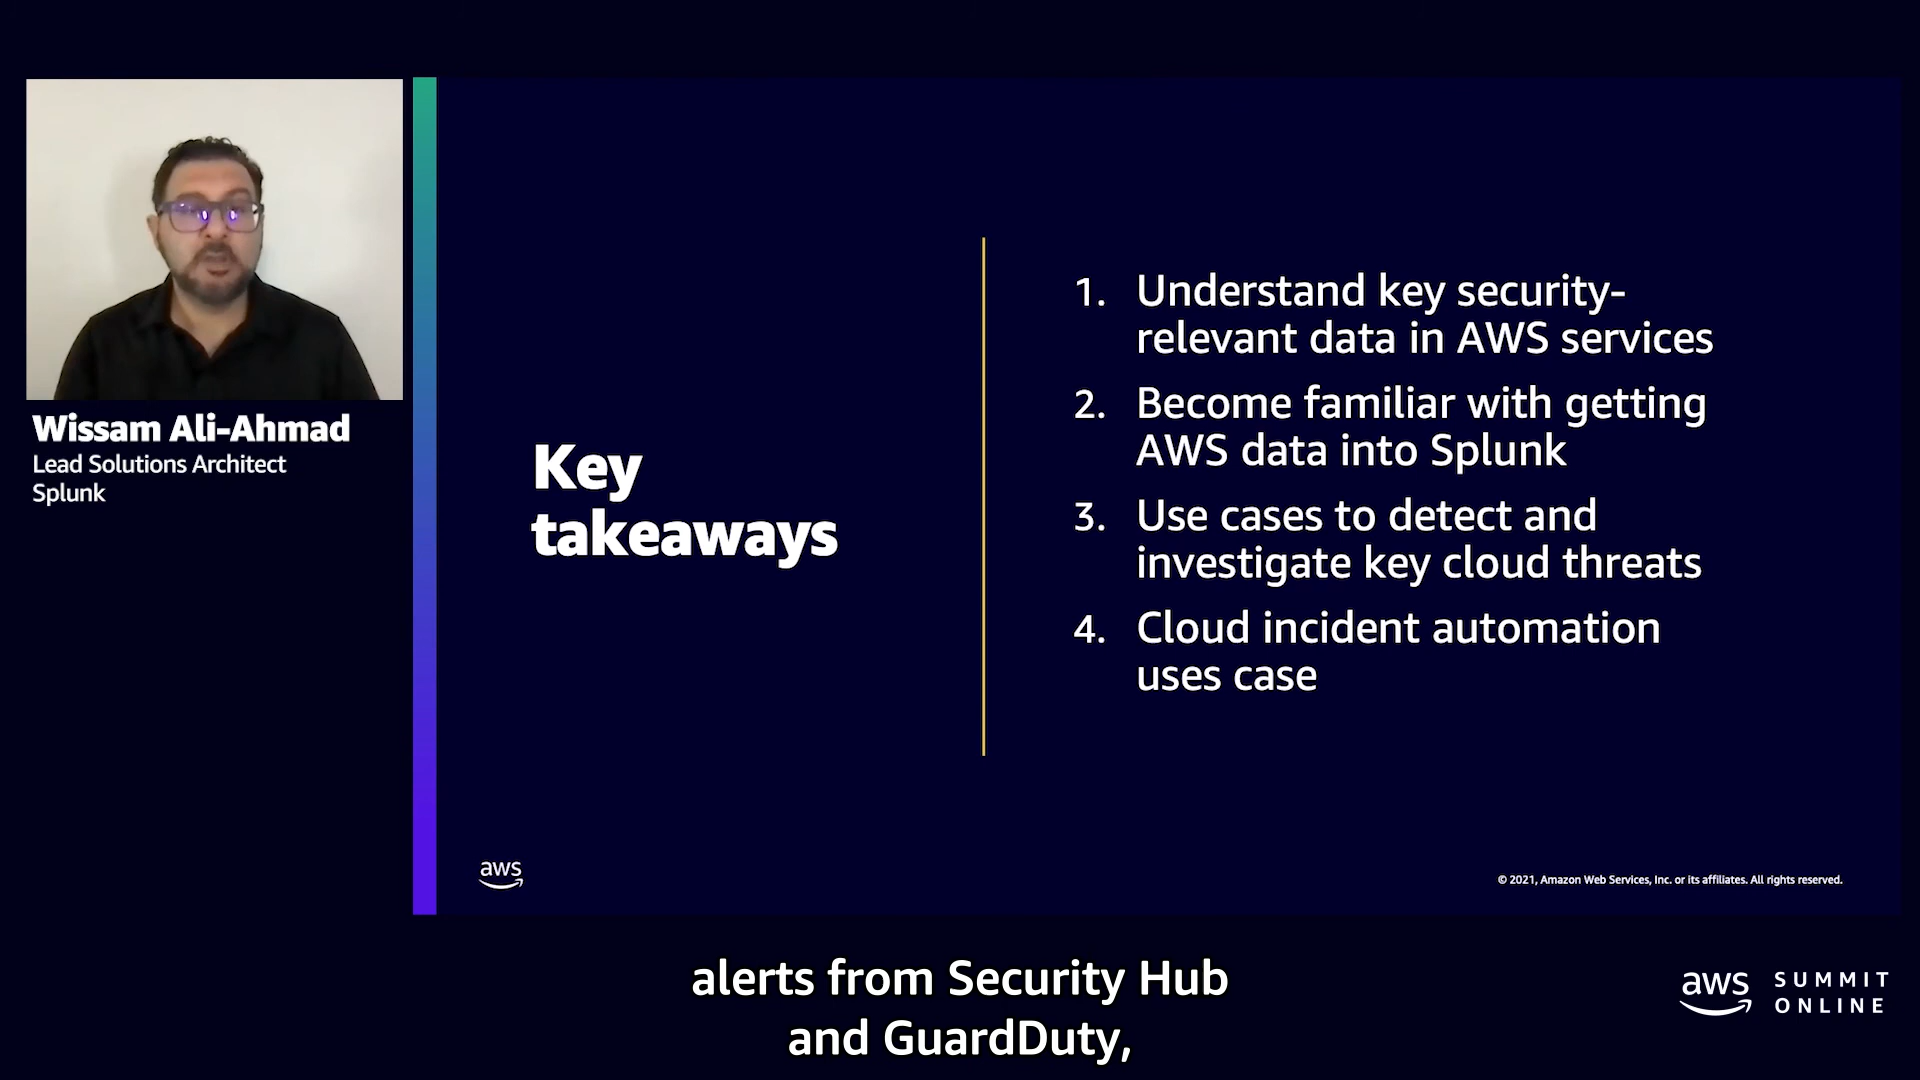 Wissam Ali-Ahmad
Lead Solutions Architect
Splunk
Key
takeaways
1. Understand key security-
relevant data in AWS services
2. Become familiar with getting
AWS data into Splunk
3. Use cases to detect and
investigate key cloud threats
4. Cloud incident automation
uses case
aws
© 2021, Amazon Web Services, Inc. or its affiliates. All rights reserved.
alerts from Security Hub
and GuardDuty,
aws SUMMIT
ONLINE